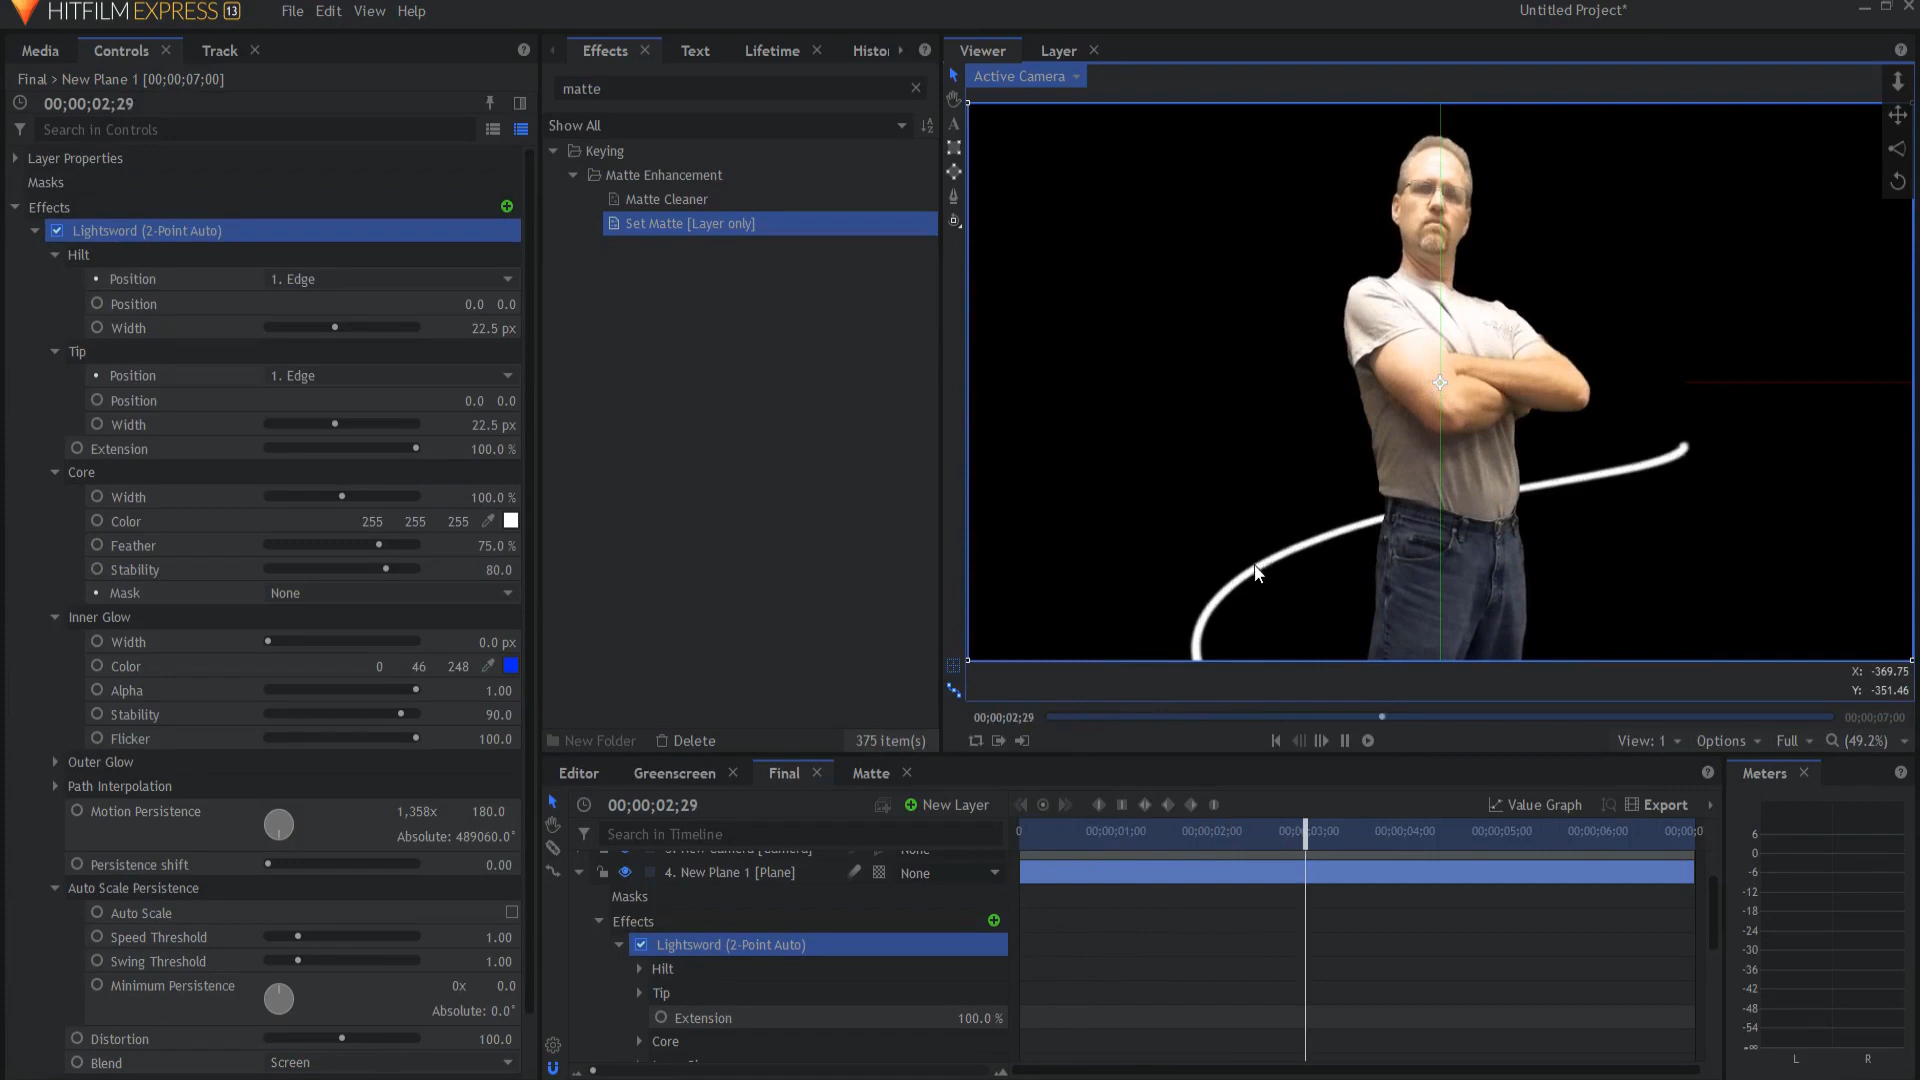 HITFILM EXPRESS 13
File Edit View Help
Untitled Project*
Media Controls Track
Final > New Plane 1 [00;00;07;00]
00;00;02;29
Search in Controls
Layer Properties
Masks
Effects
Lightsword (2-Point Auto)
Hilt
Position 1. Edge
Position 0.0 0.0
Width 22.5 px
Tip
Position 1. Edge
Position 0.0 0.0
Width 22.5 px
Extension 100.0 %
Core
Width 100.0 %
Color 255 255 255
Feather 75.0 %
Stability 80.0
Mask None
Inner Glow
Width 0.0 px
Color 0 46 248
Alpha 1.00
Stability 90.0
Flicker 100.0
Outer Glow
Path Interpolation
Motion Persistence 1,358x 180.0
Absolute: 489060.0°
Persistence shift 0.00
Auto Scale Persistence
Auto Scale
Speed Threshold 1.00
Swing Threshold 1.00
Minimum Persistence 0x 0.0
Absolute: 0.0°
Distortion 100.0
Blend Screen
Effects Text Lifetime Histo
matte
Show All
Keying
Matte Enhancement
Matte Cleaner
Set Matte [Layer only]
New Folder Delete 375 item(s)
Viewer Layer
Active Camera
X: -369.75
Y: -351.46
00;00;02;29 00;00;07;00
View: 1 Options Full (49.2%)
Editor Greenscreen Final Matte
00;00;02;29 New Layer Value Graph Export
Search in Timeline
0 00;00;01;00 00;00;02;00 00;00;03;00 00;00;04;00 00;00;05;00 00;00;06;00 00;00;0
4. New Plane 1 [Plane] None
Masks
Effects
Lightsword (2-Point Auto)
Hilt
Tip
Extension 100.0 %
Core
Meters
6
0
-6
-12
-18
-24
-30
-36
-42
-48
-54
-∞
L R